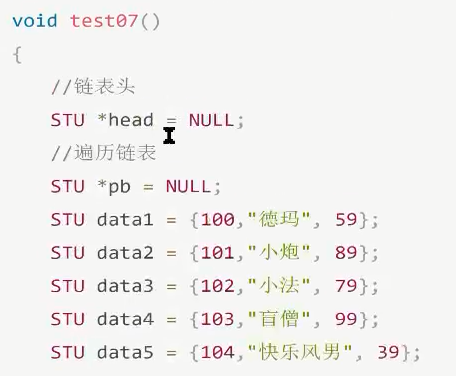 void test07()
{
//链表头
STU *head = NULL;
//遍历链表
STU *pb = NULL;
STU data1 = {100,"德玛", 59};
STU data2 = {101,"小炮", 89};
STU data3 = {102,"小法", 79};
STU data4 = {103,"盲僧", 99};
STU data5 = {104,"快乐风男", 39};